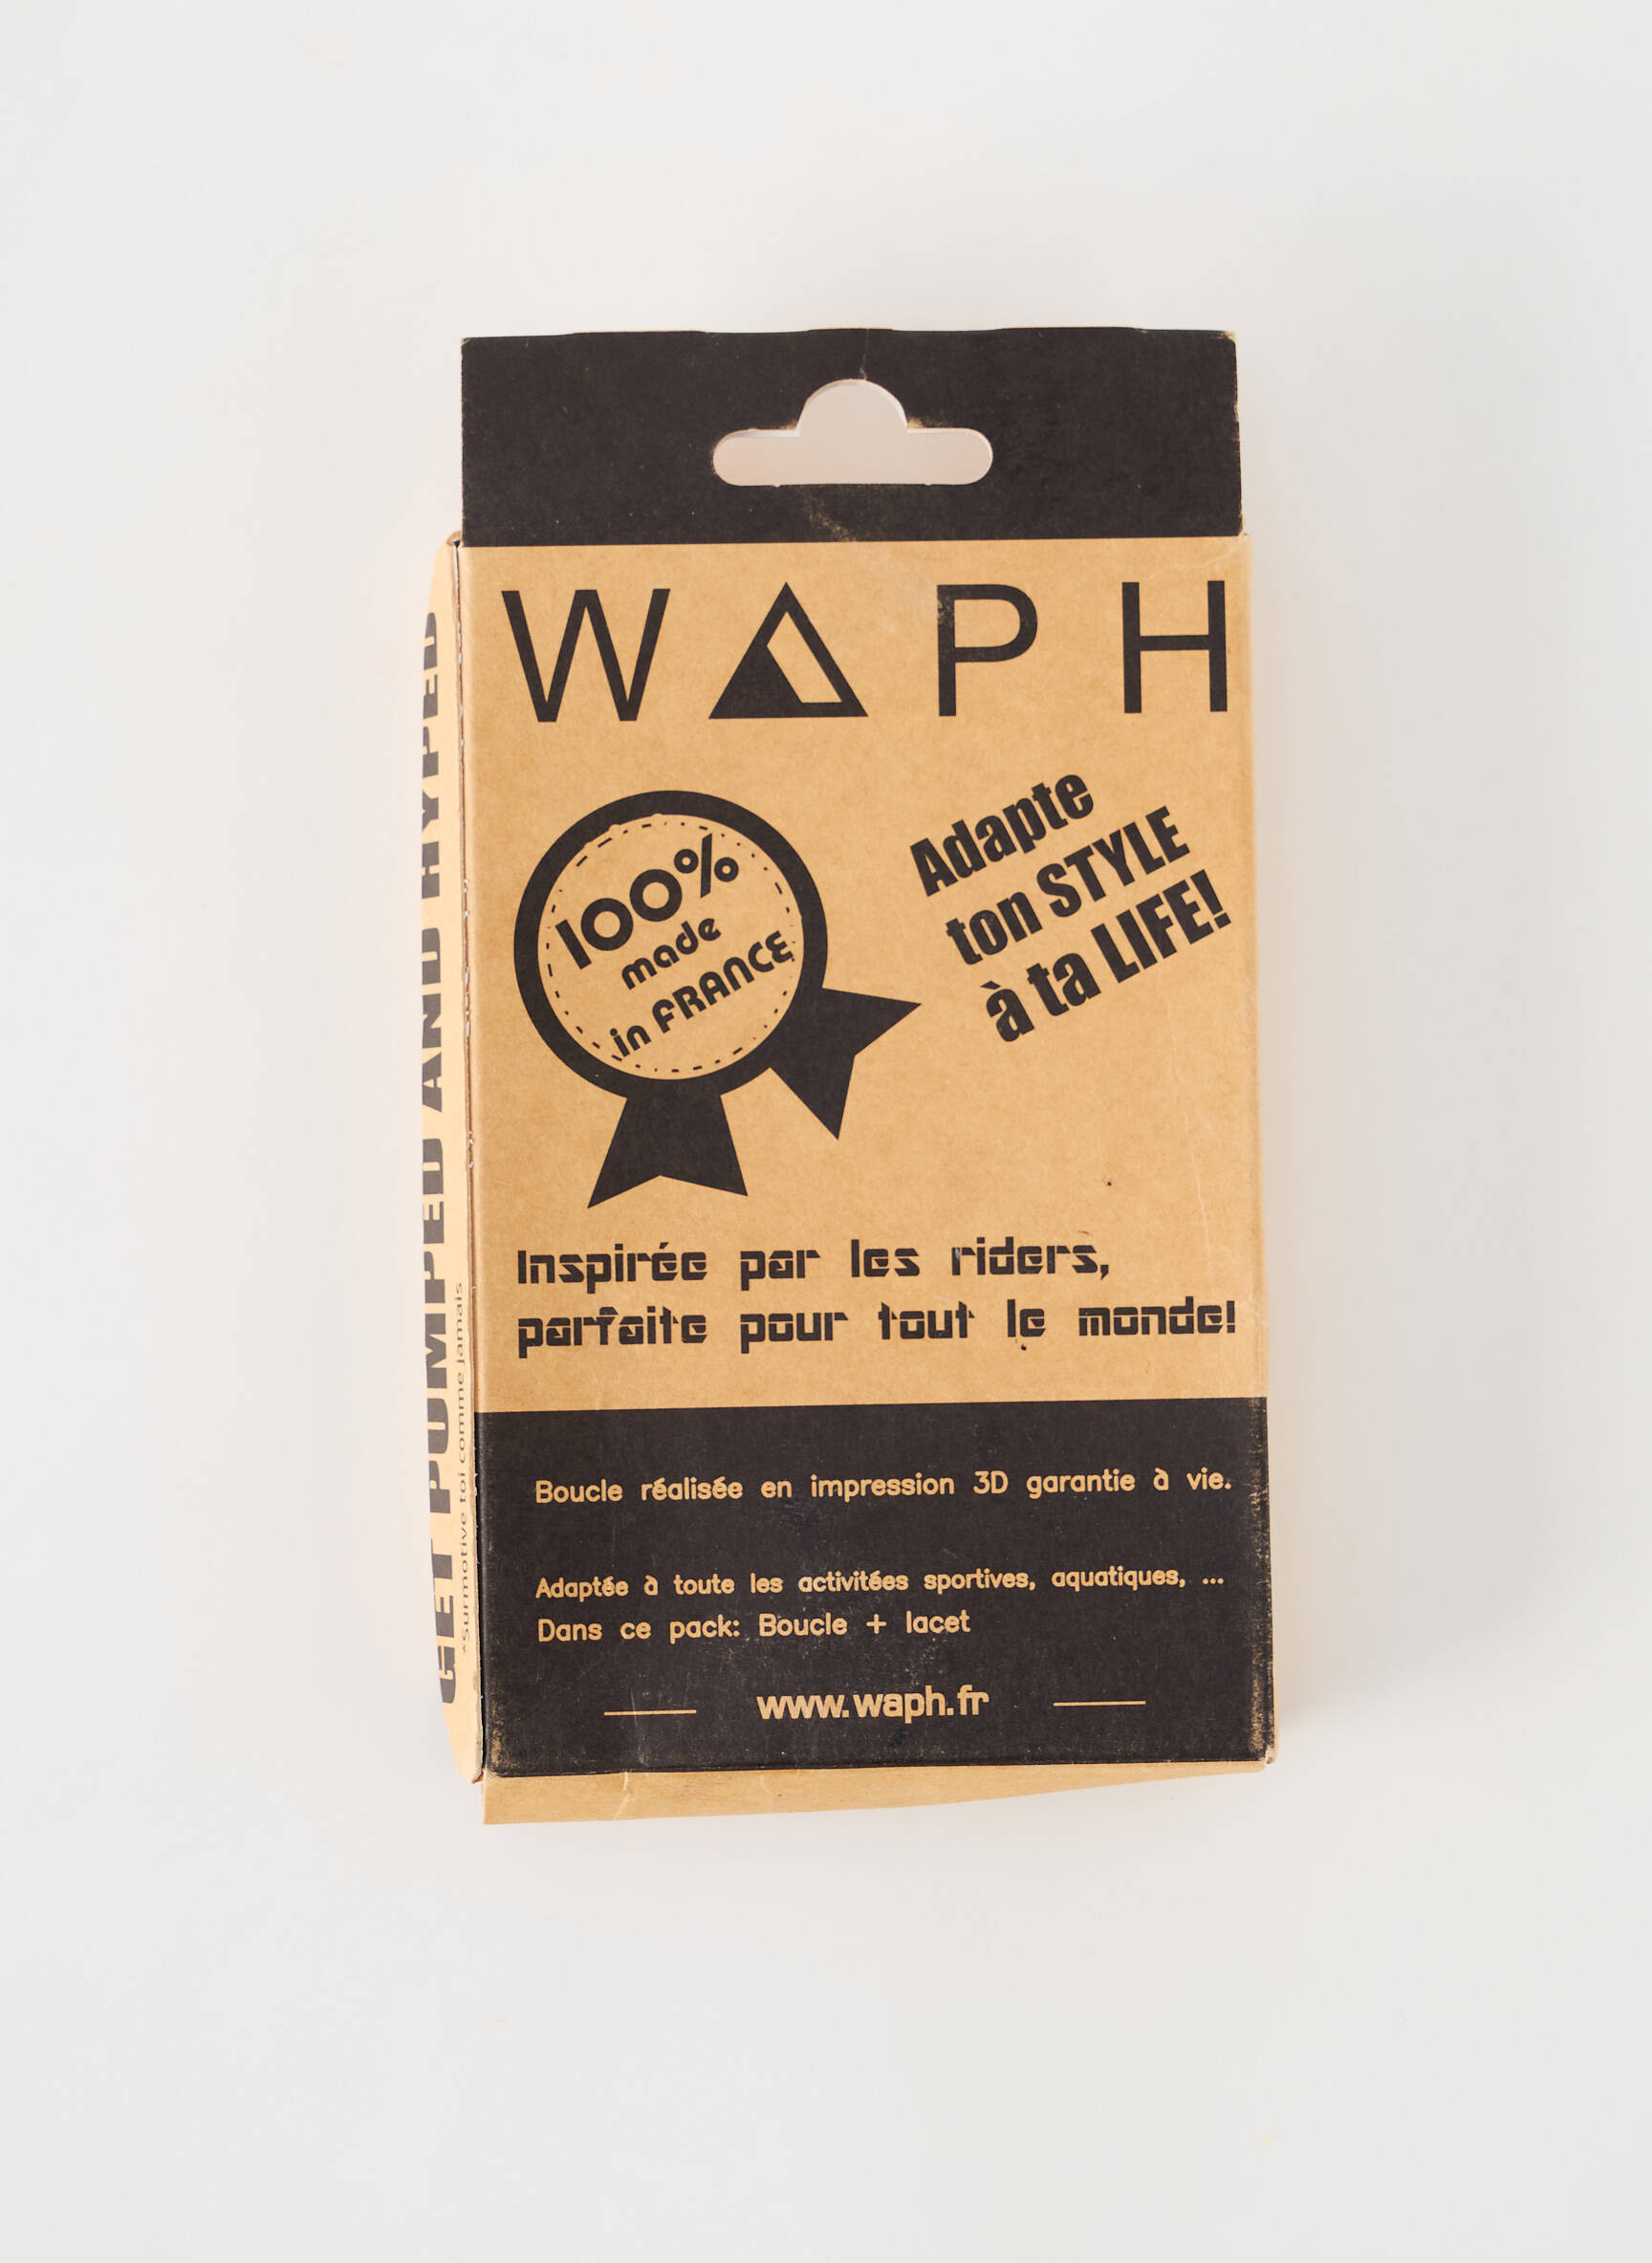 WAPH
100%
made
in FRANCE
Adapte
ton STYLE
à ta LIFE!
Inspirée par les riders,
parfaite pour tout le monde!
Boucle réalisée en impression 3D garantie à vie.
Adaptée à toute les activitées sportives, aquatiques, ...
Dans ce pack: Boucle + lacet
www.waph.fr
GET PUMPED AND HYPED
*Surmotive toi comme jamais